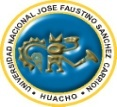 UNIVERSIDAD NACIONAL JOSE FAUSTINO SANCHEZ CARRION
• HUACHO •